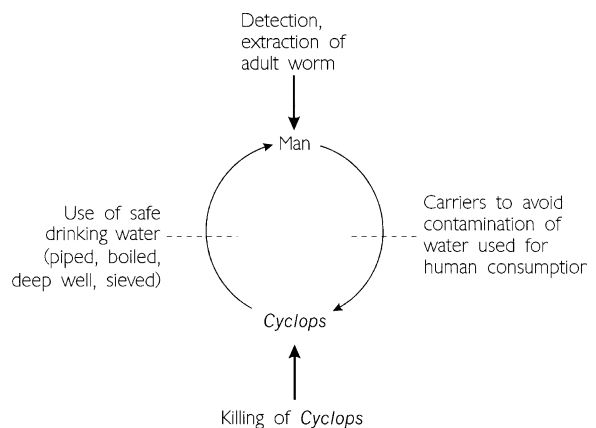 Detection,
extraction of
adult worm
Man
Use of safe
drinking water
(piped, boiled,
deep well, sieved)
Carriers to avoid
contamination of
water used for
human consumptior
Cyclops
Killing of Cyclops